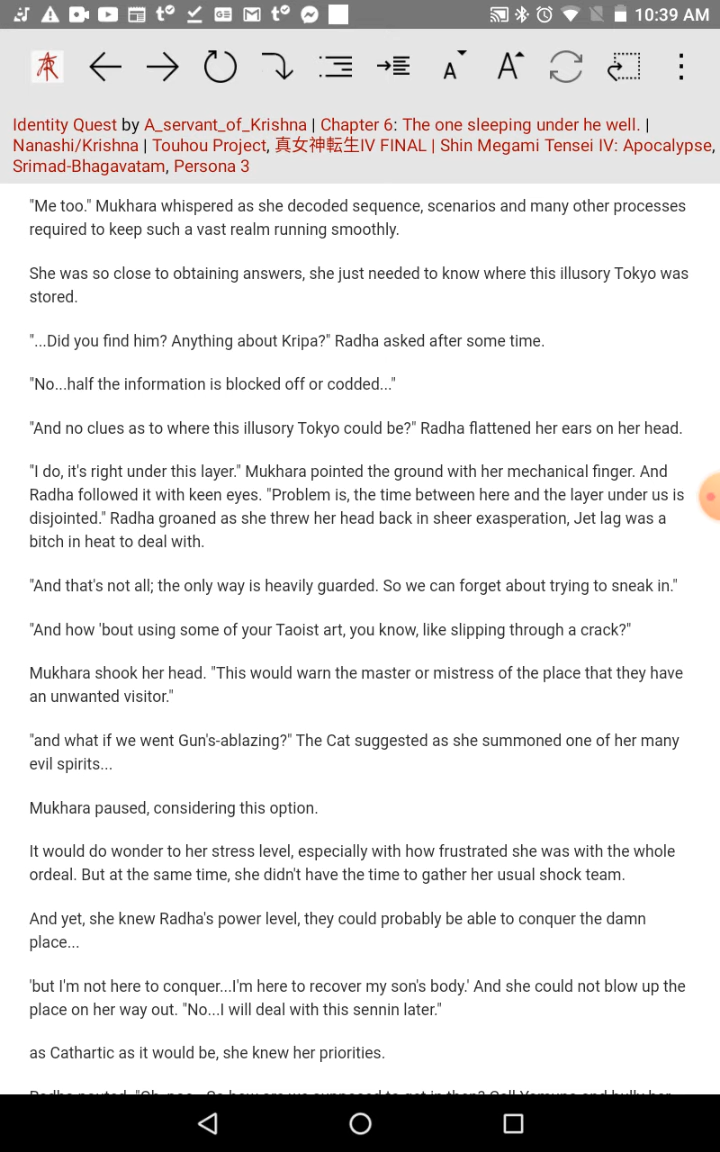 10:39 AM
Identity Quest by A_servant_of_Krishna | Chapter 6: The one sleeping under he well. |
Nanashi/Krishna | Touhou Project, 真女神転生IV FINAL | Shin Megami Tensei IV: Apocalypse,
Srimad-Bhagavatam, Persona 3
"Me too." Mukhara whispered as she decoded sequence, scenarios and many other processes
required to keep such a vast realm running smoothly.
She was so close to obtaining answers, she just needed to know where this illusory Tokyo was
stored.
"...Did you find him? Anything about Kripa?" Radha asked after some time.
"No...half the information is blocked off or codded..."
"And no clues as to where this illusory Tokyo could be?" Radha flattened her ears on her head.
"I do, it's right under this layer." Mukhara pointed the ground with her mechanical finger. And
Radha followed it with keen eyes. "Problem is, the time between here and the layer under us is
disjointed." Radha groaned as she threw her head back in sheer exasperation, Jet lag was a
bitch in heat to deal with.
"And that's not all; the only way is heavily guarded. So we can forget about trying to sneak in."
"And how 'bout using some of your Taoist art, you know, like slipping through a crack?"
Mukhara shook her head. "This would warn the master or mistress of the place that they have
an unwanted visitor."
"and what if we went Gun's-ablazing?" The Cat suggested as she summoned one of her many
evil spirits...
Mukhara paused, considering this option.
It would do wonder to her stress level, especially with how frustrated she was with the whole
ordeal. But at the same time, she didn't have the time to gather her usual shock team.
And yet, she knew Radha's power level, they could probably be able to conquer the damn
place...
'but I'm not here to conquer...I'm here to recover my son's body.' And she could not blow up the
place on her way out. "No...I will deal with this sennin later."
as Cathartic as it would be, she knew her priorities.